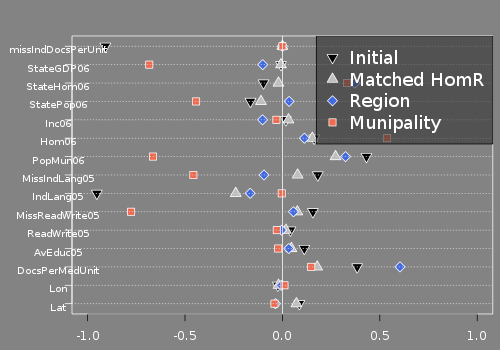 missIndDocsPerUnit
StateGDP06
StateHom06
StatePop06
Inc06
Hom06
PopMun06
MissIndLang05
IndLang05
MissReadWrite05
ReadWrite05
AvEduc05
DocsPerMedUnit
Lon
Lat
Initial
Matched HomR
Region
Munipality
-1.0 -0.5 0.0 0.5 1.0